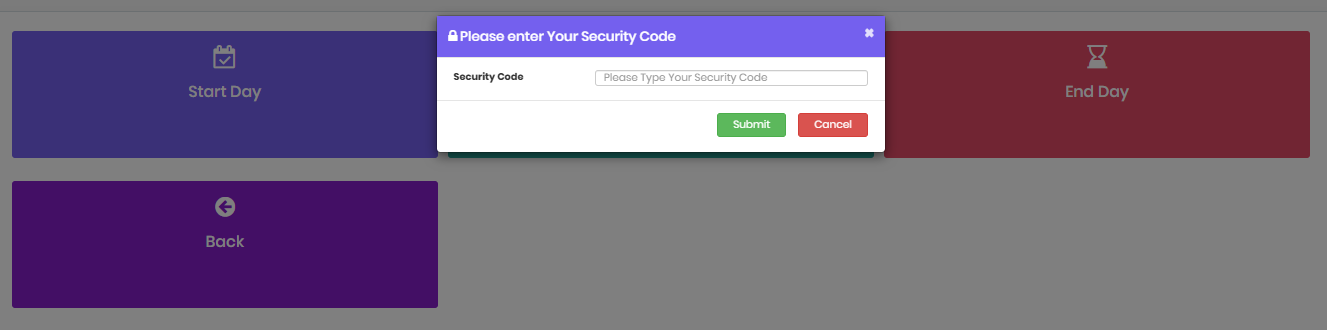 Please enter Your Security Code
Security Code
Please Type Your Security Code
Submit
Cancel
Start Day
End Day
Back